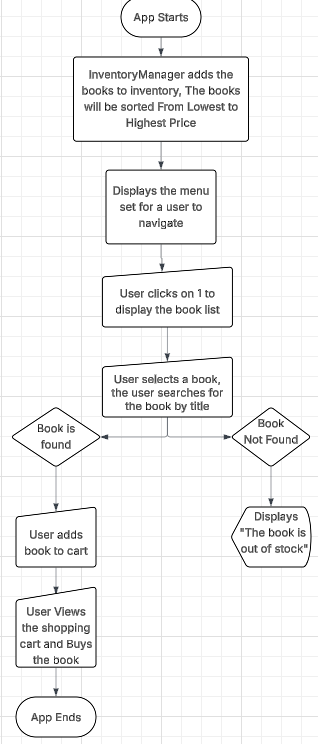 App Starts
InventoryManager adds the
books to inventory, The books
will be sorted From Lowest to
Highest Price
Displays the menu
set for a user to
navigate
User clicks on 1 to
display the book list
User selects a book,
the user searches for
the book by title
Book is
found
Book
Not Found
User adds
book to cart
Displays
"The book is
out of stock"
User Views
the shopping
cart and Buys
the book
App Ends